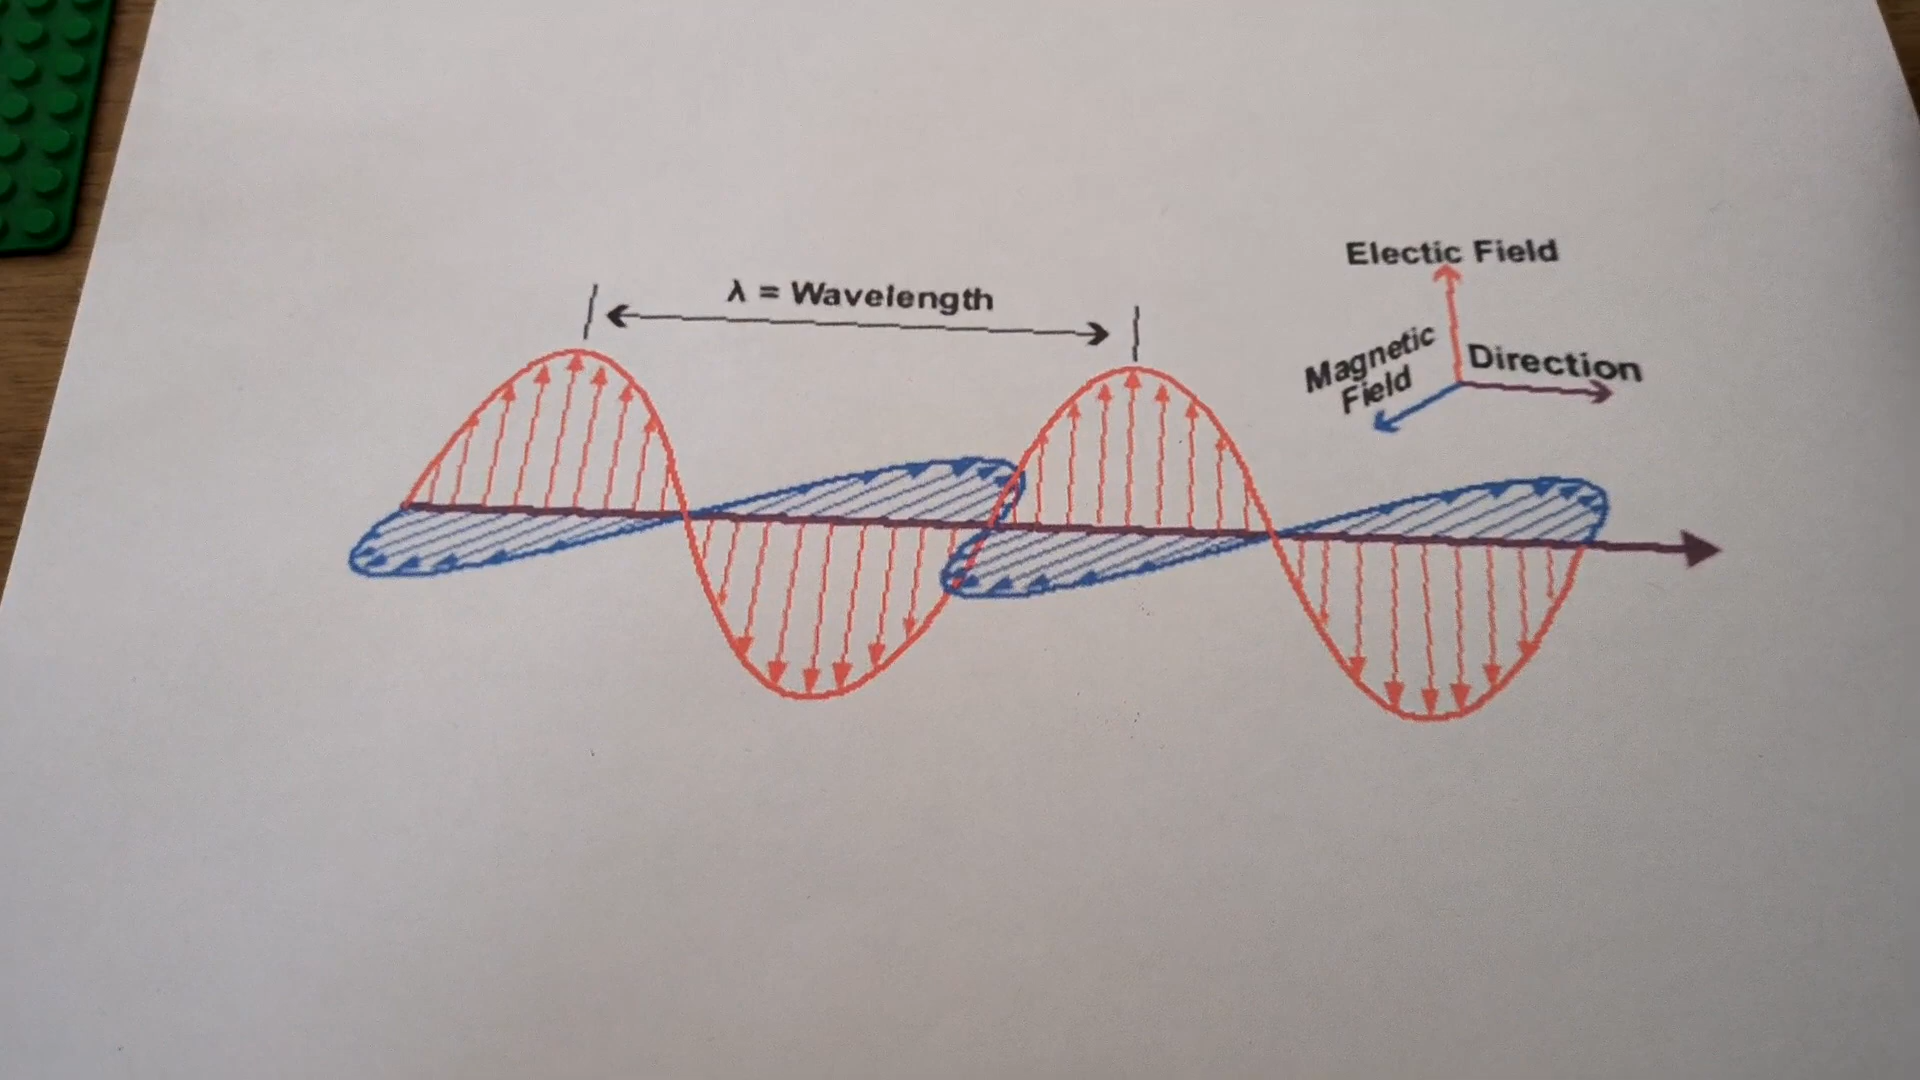 λ = Wavelength
Electic Field
Magnetic
Field
Direction